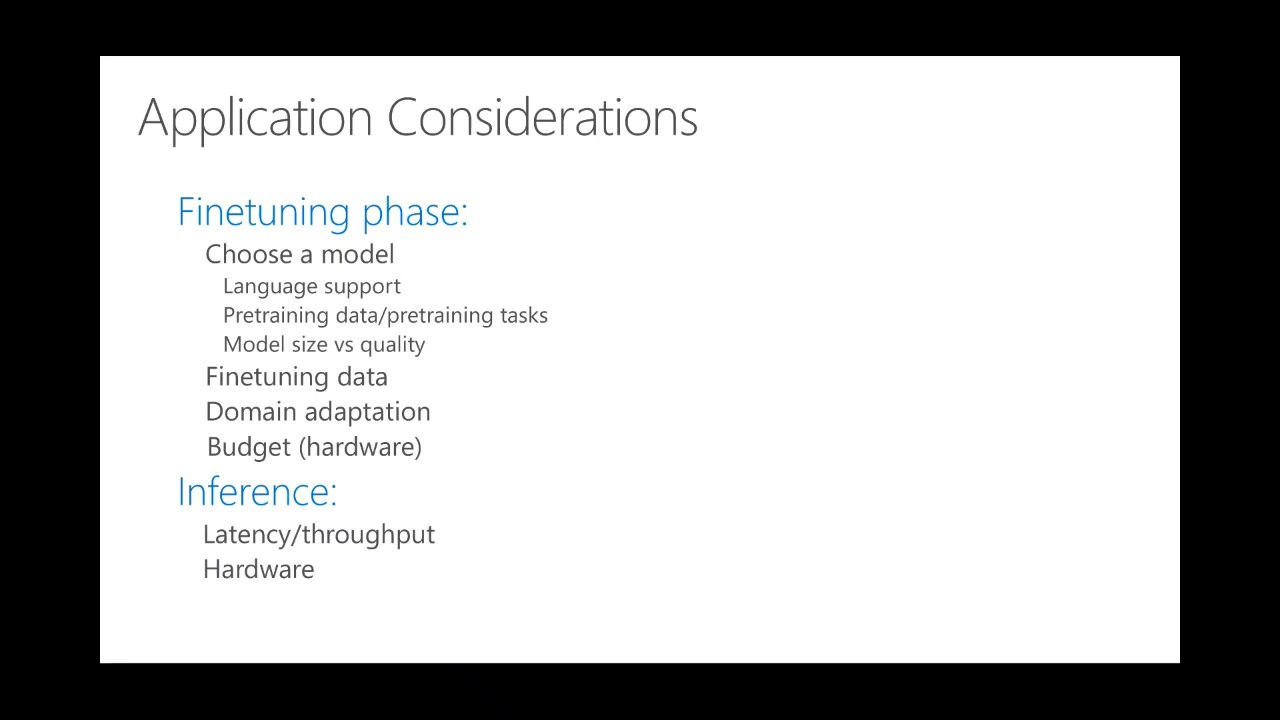 Application Considerations
Finetuning phase:
Choose a model
Language support
Pretraining data/pretraining tasks
Model size vs quality
Finetuning data
Domain adaptation
Budget (hardware)
Inference:
Latency/throughput
Hardware